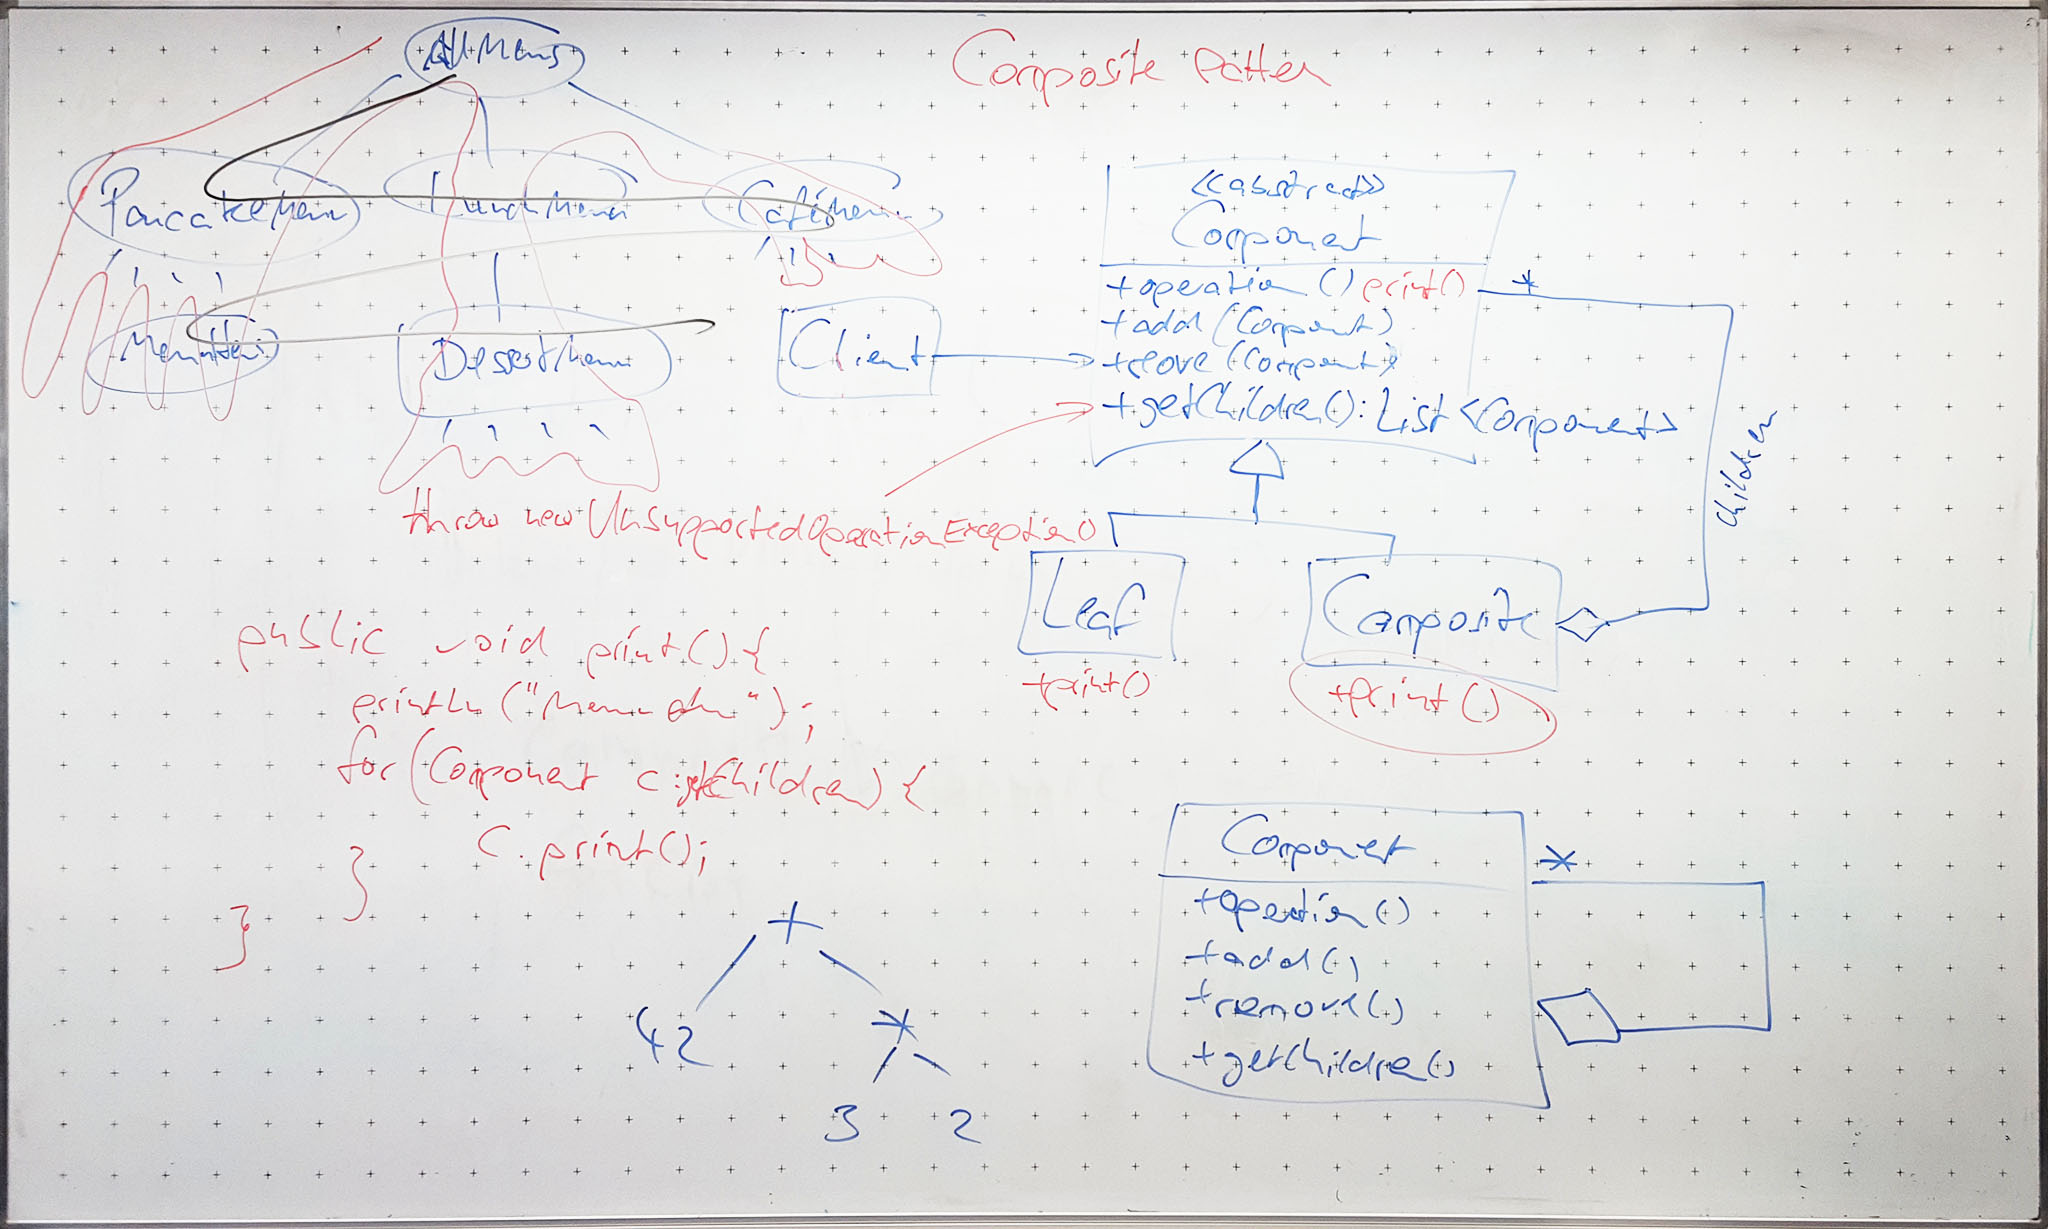 Composite Pattern
AllMenus
PancakeMenu
LunchMenu
CaféMenu
MenuItem
DessertMenu
Client
<<abstract>>
Component
+operation() print()
+add(Component)
+remove(Component)
+getChildren(): List<Component>
*
children
throw new UnsupportedOperationException()
Leaf
+print()
Composite
+print()
public void print(){
println("Menu
");
for(Component c:getChildren){
c.print();
}
}
+
42
*
3 2
Component
+operation()
+add()
+remove()
+getChildren()
*